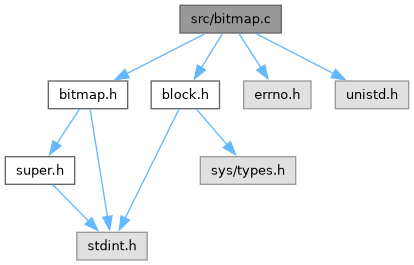 src/bitmap.c
bitmap.h
block.h
errno.h
unistd.h
super.h
sys/types.h
stdint.h